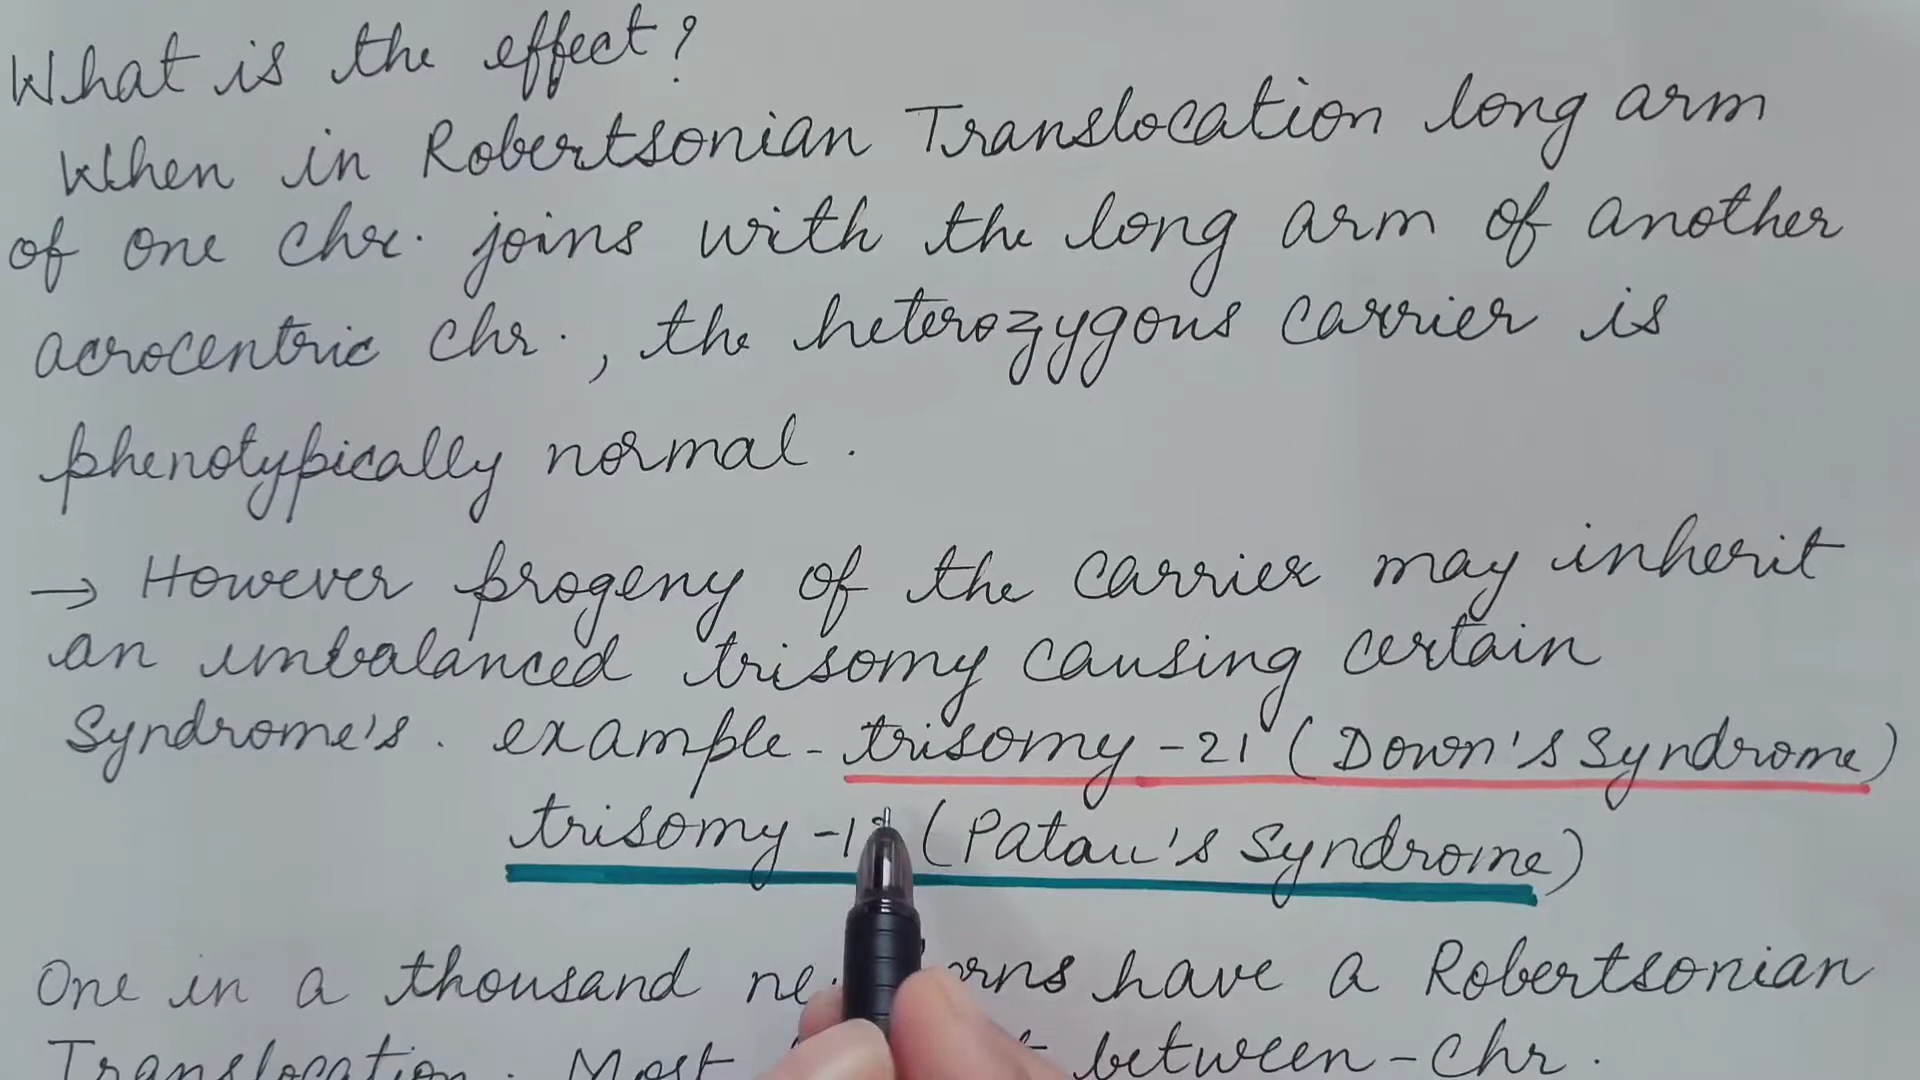 What is the effect?
When in Robertsonian Translocation long arm
of one chr. joins with the long arm of another
acrocentric chr., the heterozygous carrier is
phenotypically normal.
→ However progeny of the carrier may inherit
an unbalanced trisomy causing certain
Syndrome's. example - trisomy -21 (Down's Syndrome)
trisomy - (Patau's Syndrome)
One in a thousand have a Robertsonian
Translocation. Most between - chr.